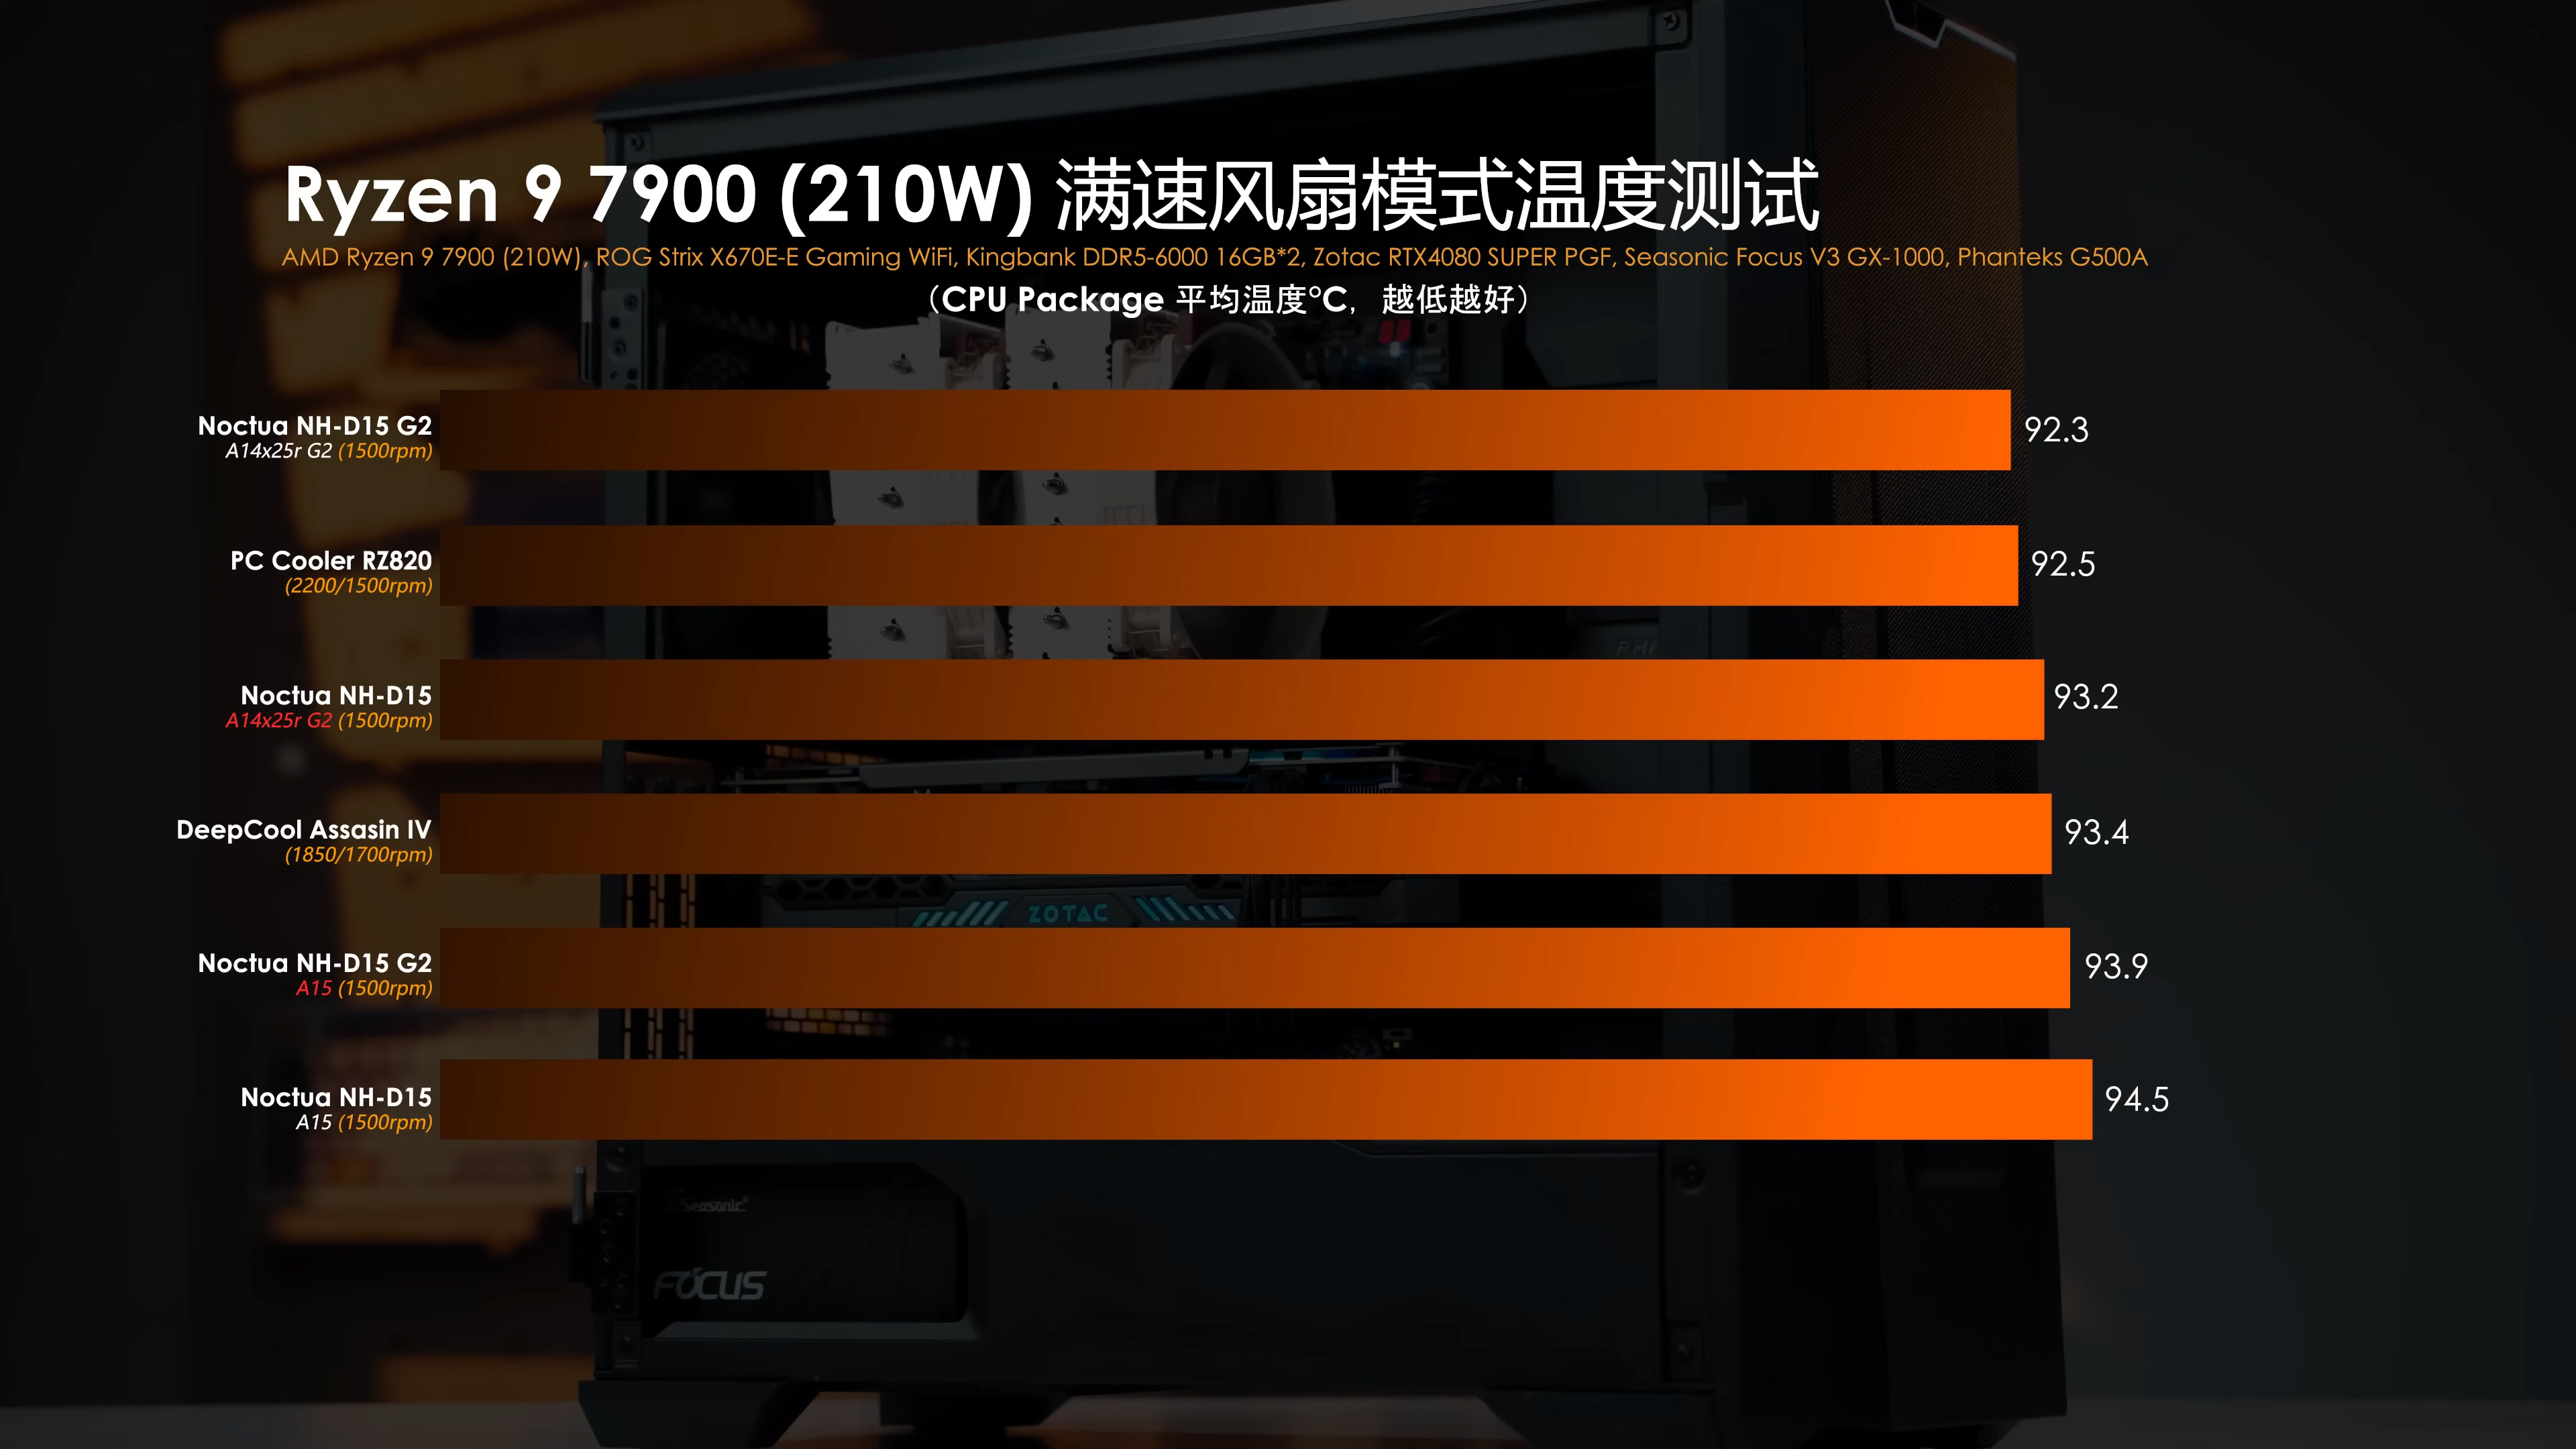 Ryzen 9 7900 (210W) 满速风扇模式温度测试
AMD Ryzen 9 7900 (210W), ROG Strix X670E-E Gaming WiFi, Kingbank DDR5-6000 16GB*2, Zotac RTX4080 SUPER PGF, Seasonic Focus V3 GX-1000, Phanteks G500A
（CPU Package 平均温度°C，越低越好）
Noctua NH-D15 G2
A14x25r G2 (1500rpm)
92.3
PC Cooler RZ820
(2200/1500rpm)
92.5
Noctua NH-D15
A14x25r G2 (1500rpm)
93.2
DeepCool Assasin IV
(1850/1700rpm)
93.4
ZOTAC
Noctua NH-D15 G2
A15 (1500rpm)
93.9
Noctua NH-D15
A15 (1500rpm)
94.5
Seasonic
FOCUS